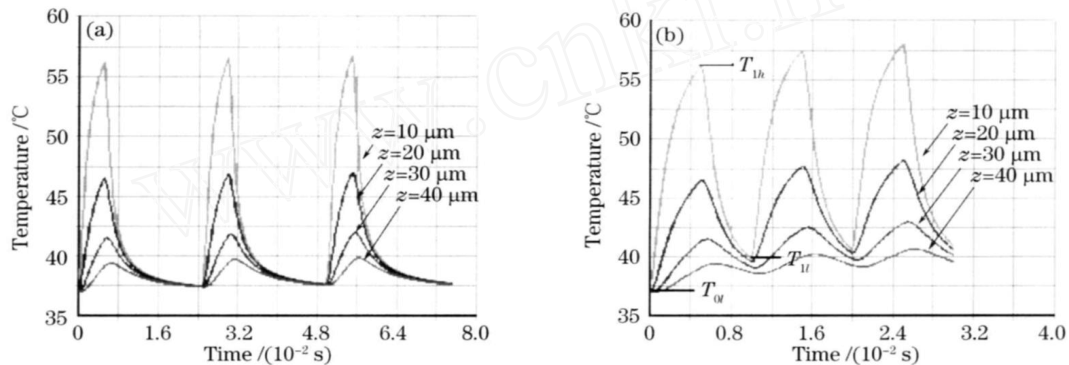 (a)
60
55
50
45
40
35
Temperature /℃
z=10 μm
z=20 μm
z=30 μm
z=40 μm
0 1.6 3.2 4.8 6.4 8.0
Time /(10⁻² s)
(b)
60
55
50
45
40
35
Temperature /℃
T1h
z=10 μm
z=20 μm
z=30 μm
z=40 μm
T1l
T0l
0 0.8 1.6 2.4 3.2 4.0
Time /(10⁻² s)